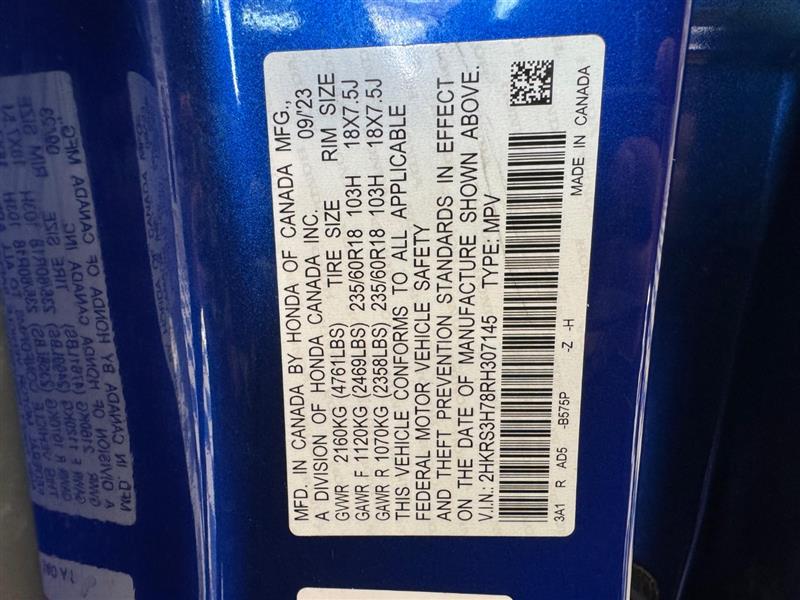 MFD. IN CANADA BY HONDA OF CANADA MFG.,
A DIVISION OF HONDA CANADA INC. 09/'23
GVWR 2160KG (4761LBS) TIRE SIZE RIM SIZE
GAWR F 1120KG (2469LBS) 235/60R18 103H 18X7.5J
GAWR R 1070KG (2358LBS) 235/60R18 103H 18X7.5J
THIS VEHICLE CONFORMS TO ALL APPLICABLE
FEDERAL MOTOR VEHICLE SAFETY
AND THEFT PREVENTION STANDARDS IN EFFECT
ON THE DATE OF MANUFACTURE SHOWN ABOVE.
V.I.N.: 2HKRS3H78RH307145 TYPE: MPV
3A1 R AD5 -B575P -Z -H MADE IN CANADA